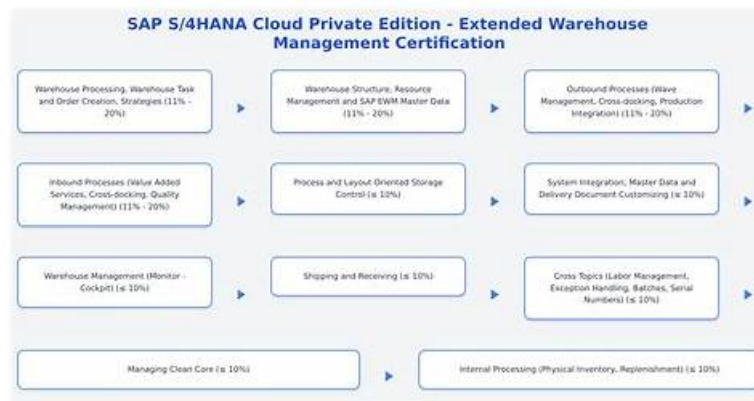 SAP S/4HANA Cloud Private Edition - Extended Warehouse
Management Certification
Warehouse Processing, Warehouse Task
and Order Creation, Strategies (11% -
20%)
Warehouse Structure, Resource
Management and SAP EWM Master Data
(11% - 20%)
Outbound Processes (Wave
Management, Cross-docking, Production
Integration) (11% - 20%)
Inbound Processes (Value Added
Services, Cross-docking, Quality
Management) (11% - 20%)
Process and Layout Oriented Storage
Control (≤ 10%)
System Integration, Master Data and
Delivery Document Customizing (≤ 10%)
Warehouse Management (Monitor -
Cockpit) (≤ 10%)
Shipping and Receiving (≤ 10%)
Cross Topics (Labor Management,
Exception Handling, Batches, Serial
Numbers) (≤ 10%)
Managing Clean Core (≤ 10%)
Internal Processing (Physical Inventory, Replenishment) (≤ 10%)